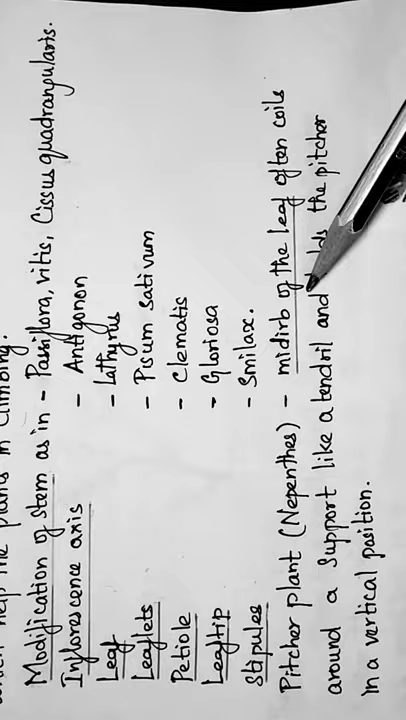 help the plants in climbing.
Modification of stem as in - Passiflora, vitis, Cissus quadrangularis.
Inflorescence axis - Antigonon
Leaf - Lathyrus
Leaflets - Pisum sativum
Petiole - Clematis
Leaftip - Gloriosa
Stipules - Smilax.
Pitcher plant (Nepenthes) - midirb of the leaf often coils
around a support like a tendril and the pitcher
in a vertical position.